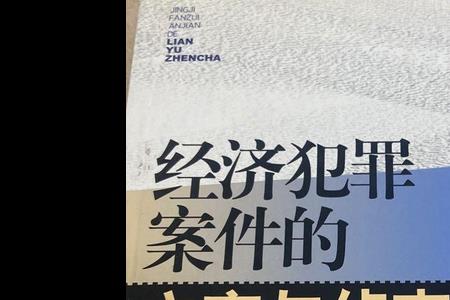 JINGJI
FANZUI
ANJIAN
DE
LIAN
YU
ZHENCHA
经济犯罪
案件的